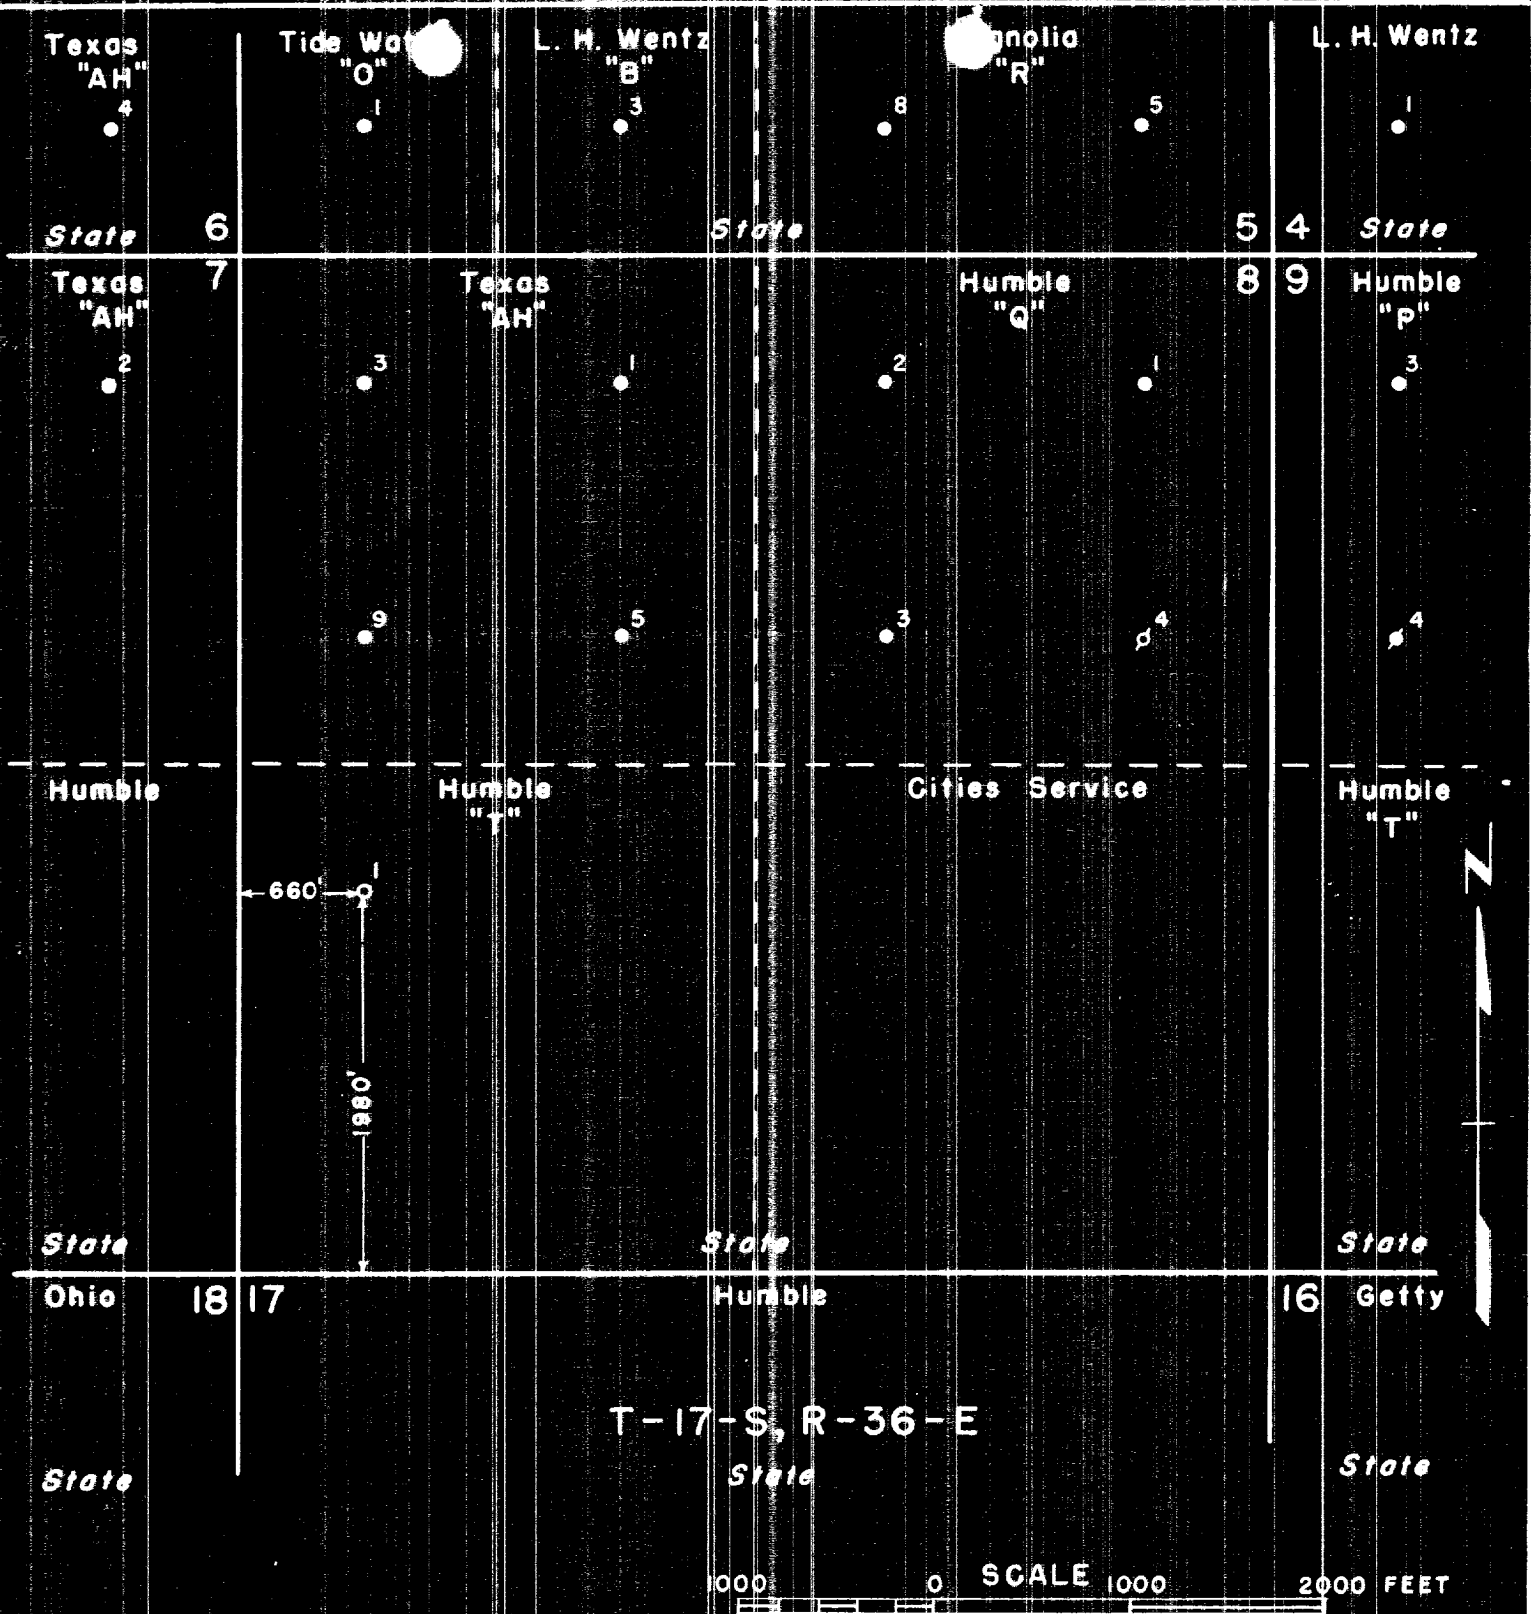 Texas "AH"
Tide
"O"
L. H. Wentz
"B"
"R"
L. H. Wentz
4
1
3
8
5
1
State
6
State
5
4
State
7
8
9
Texas
"AH"
Texas
"AH"
Humble
"Q"
Humble
"P"
2
3
1
2
1
3
9
5
3
4
4
Humble
Humble
"T"
Cities Service
Humble
"T"
N
660'
1
1980'
State
State
State
Ohio
18
17
Humble
16
Getty
T-17-S, R-36-E
State
State
State
SCALE
1000 0 1000 2000 FEET